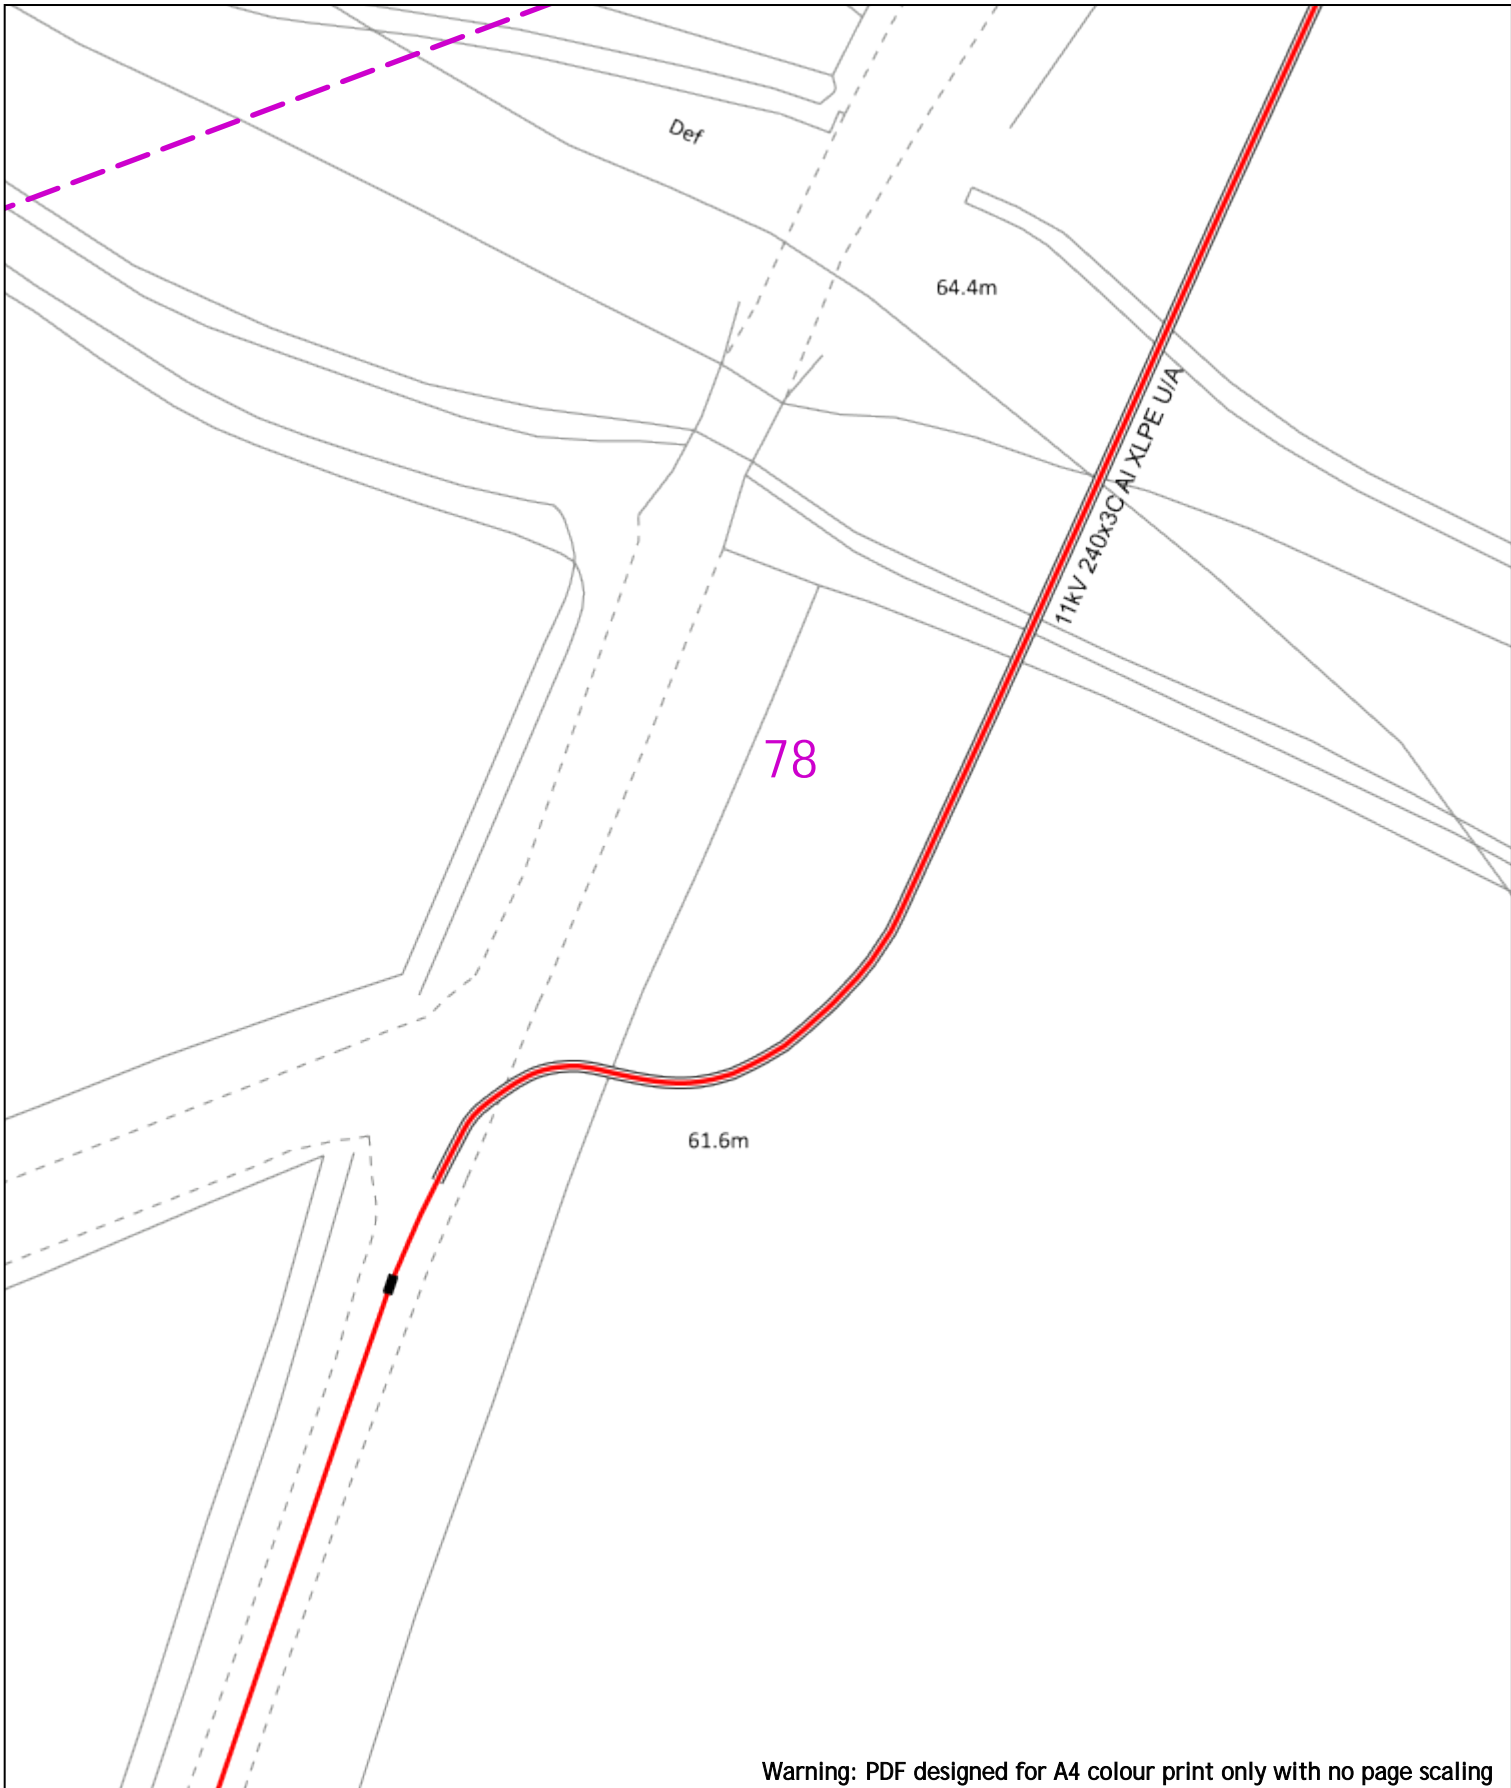 Def
64.4m
11kV 240x3C Al XLPE U/A
78
61.6m
Warning: PDF designed for A4 colour print only with no page scaling